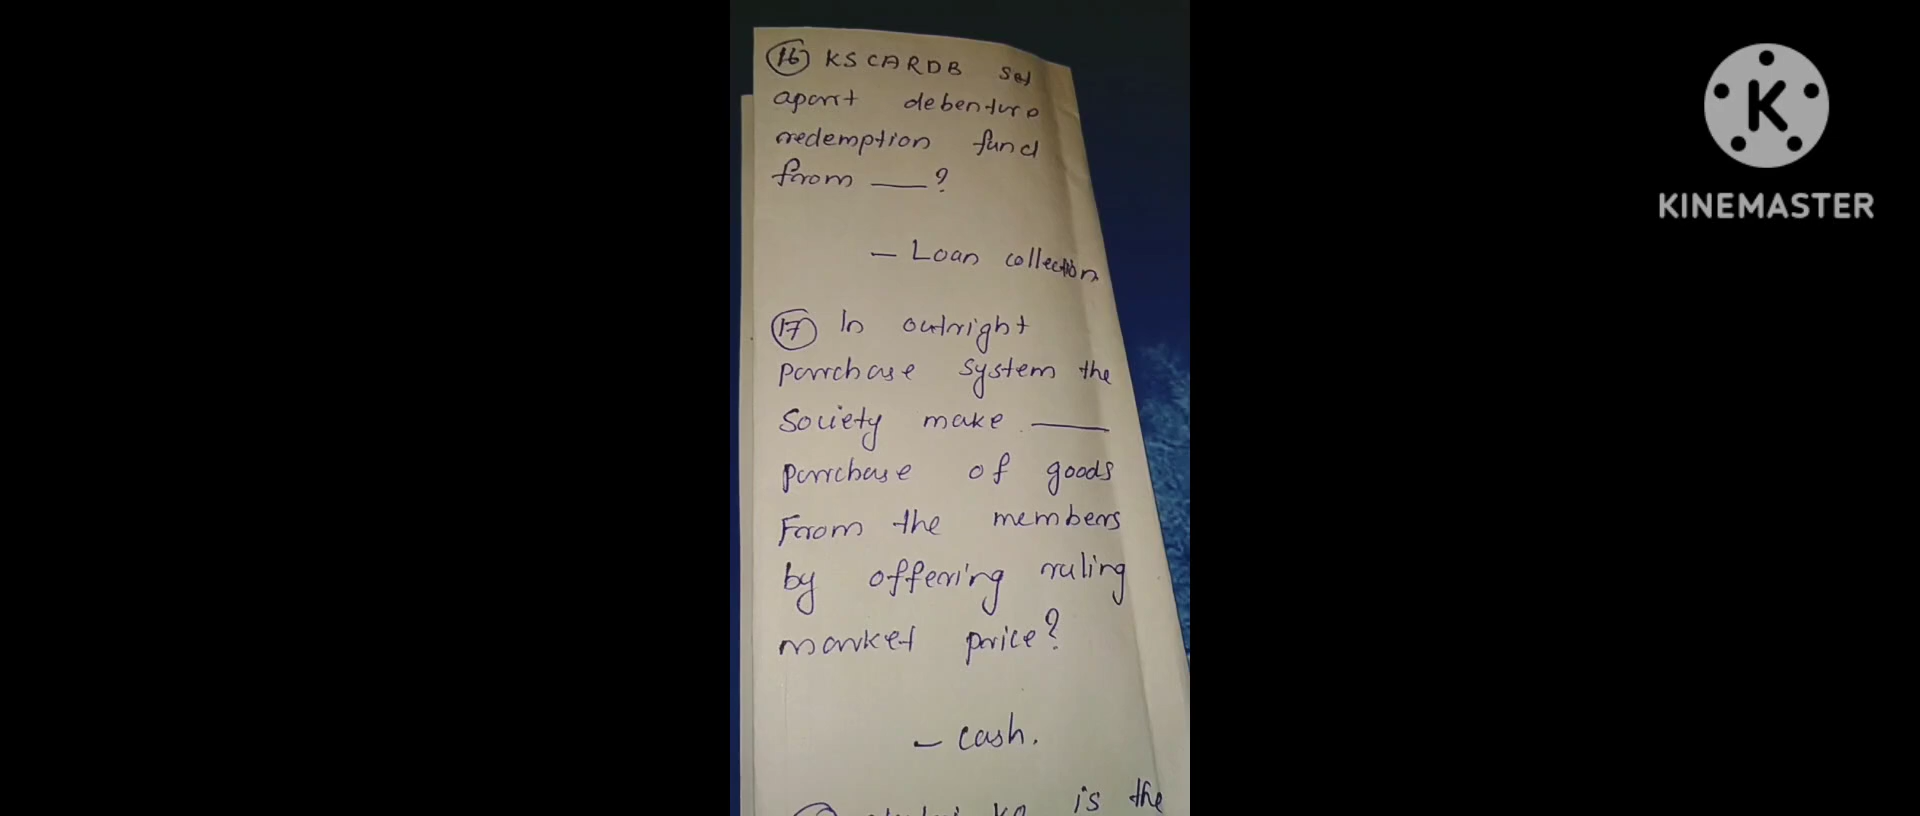 16 KSCARDB set
apart debenture
redemption fund
from ___?
- Loan collection
17 In outright
purchase system the
Society make ___
purchase of goods
From the members
by offering ruling
market price?
- cash.
is the
K
KINEMASTER